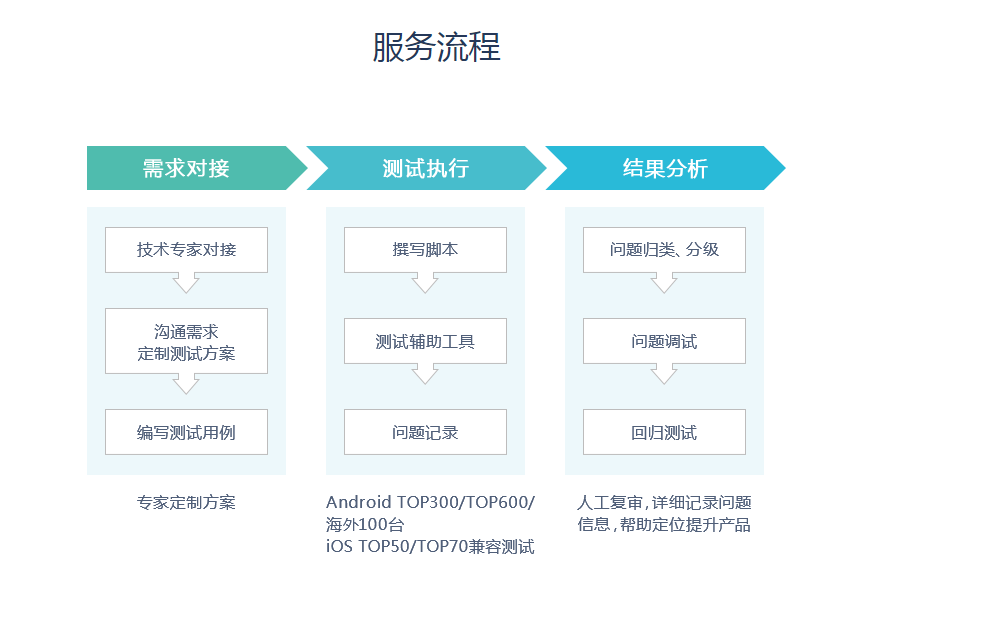 服务流程
需求对接
测试执行
结果分析
技术专家对接
沟通需求
定制测试方案
编写测试用例
专家定制方案
撰写脚本
测试辅助工具
问题记录
Android TOP300/TOP600/
海外100台
iOS TOP50/TOP70兼容测试
问题归类、分级
问题调试
回归测试
人工复审,详细记录问题
信息,帮助定位提升产品